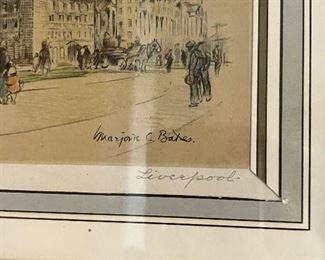 Marjorie C. Bates.
Liverpool.